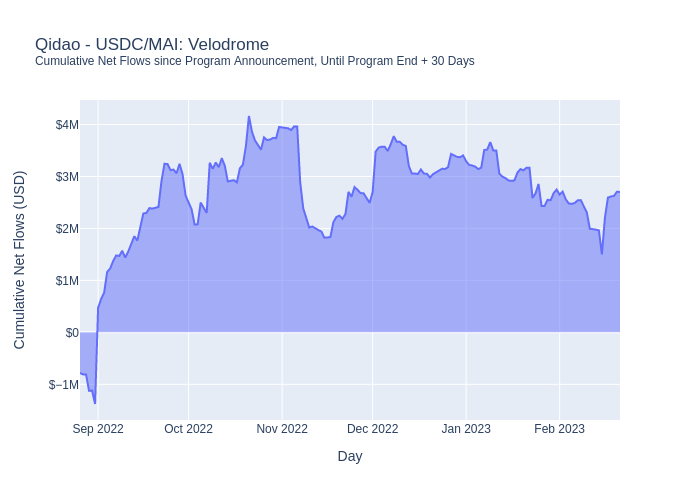 Qidao - USDC/MAI: Velodrome
Cumulative Net Flows since Program Announcement, Until Program End + 30 Days
Cumulative Net Flows (USD)
$4M
$3M
$2M
$1M
$0
$−1M
Sep 2022 Oct 2022 Nov 2022 Dec 2022 Jan 2023 Feb 2023
Day